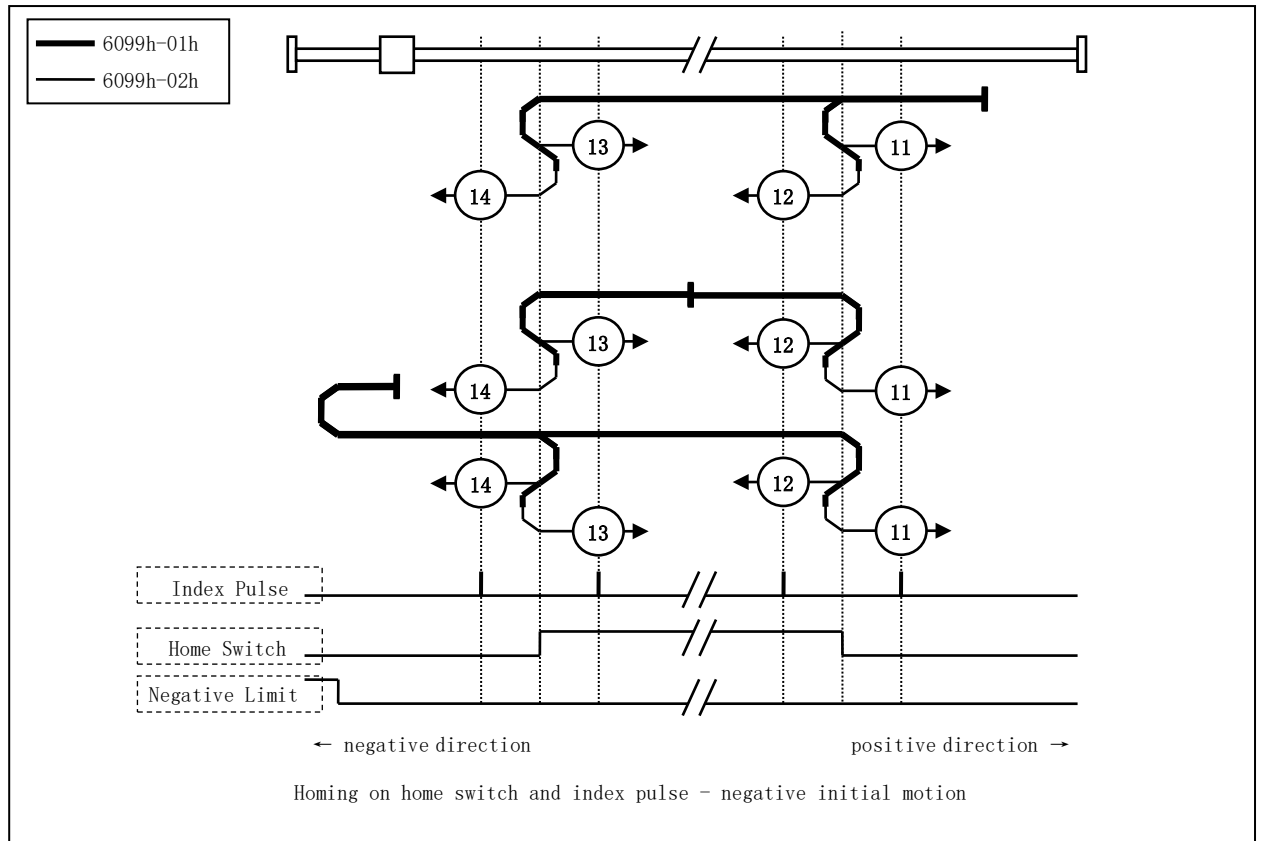 6099h-01h
6099h-02h
13
11
14
12
13
12
14
11
14
12
13
11
Index Pulse
Home Switch
Negative Limit
← negative direction
positive direction →
Homing on home switch and index pulse - negative initial motion